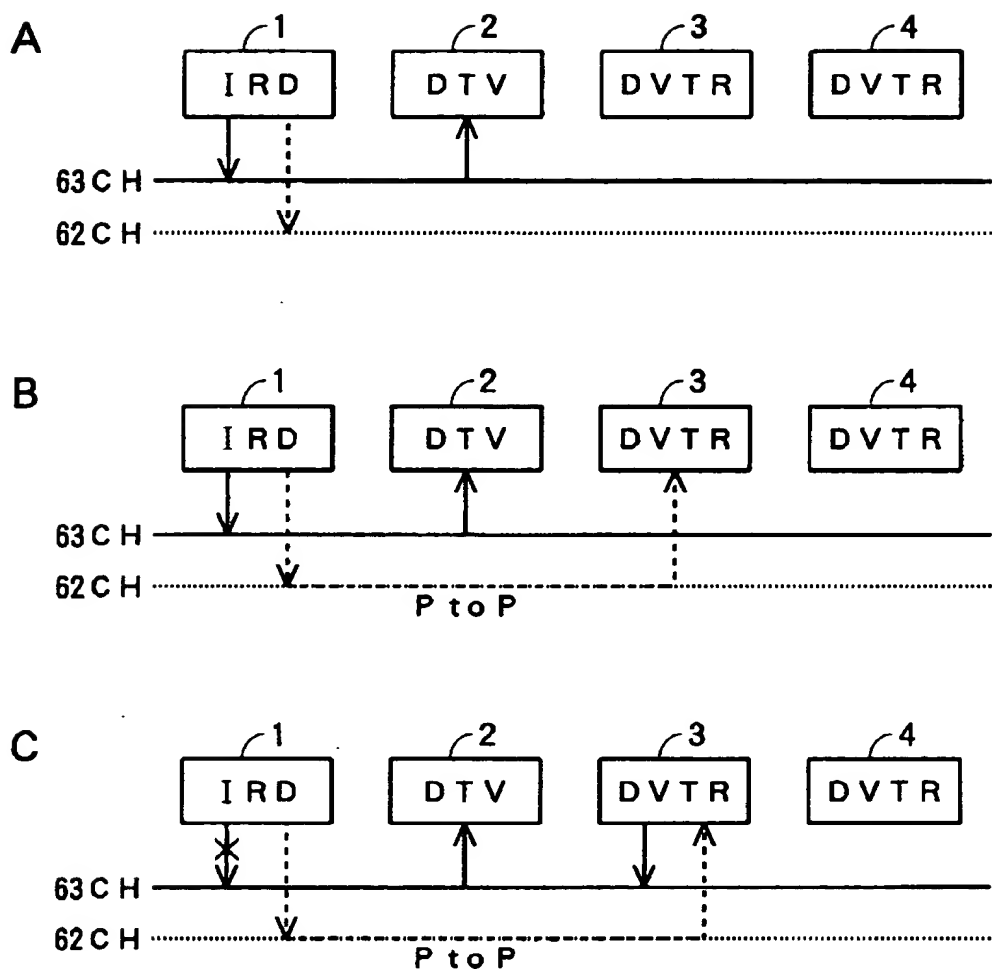 A
1 2 3 4
IRD DTV DVTR DVTR
63CH
62CH
B
1 2 3 4
IRD DTV DVTR DVTR
63CH
62CH
P to P
C
1 2 3 4
IRD DTV DVTR DVTR
63CH
62CH
P to P